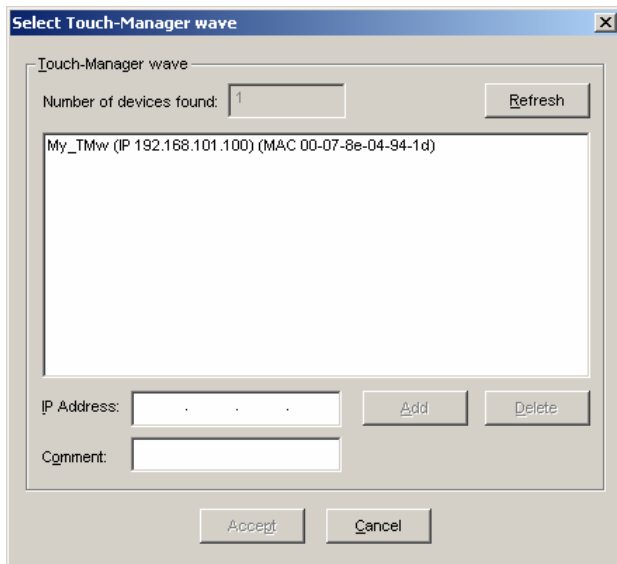 Select Touch-Manager wave
Touch-Manager wave
Number of devices found: 1
Refresh
My_TMw (IP 192.168.101.100) (MAC 00-07-8e-04-94-1d)
IP Address: . . .
Add
Delete
Comment:
Accept
Cancel